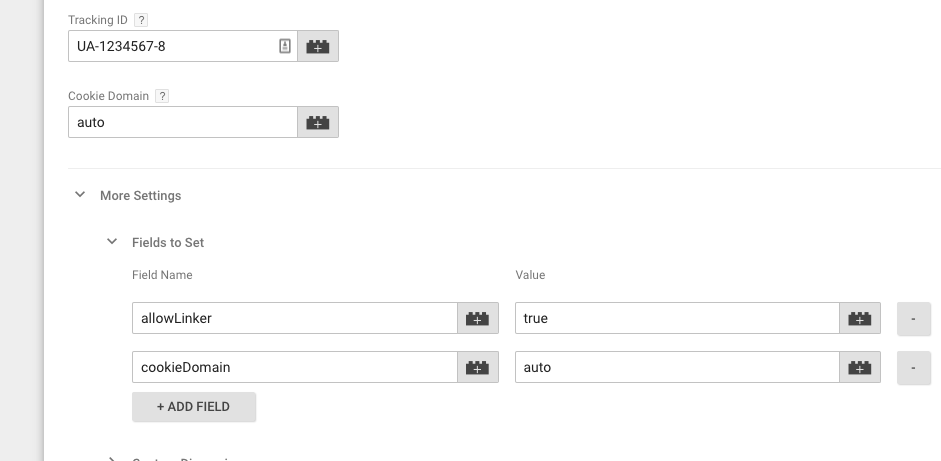 Tracking ID ?
UA-1234567-8
Cookie Domain ?
auto
More Settings
Fields to Set
Field Name Value
allowLinker true -
cookieDomain auto -
+ ADD FIELD